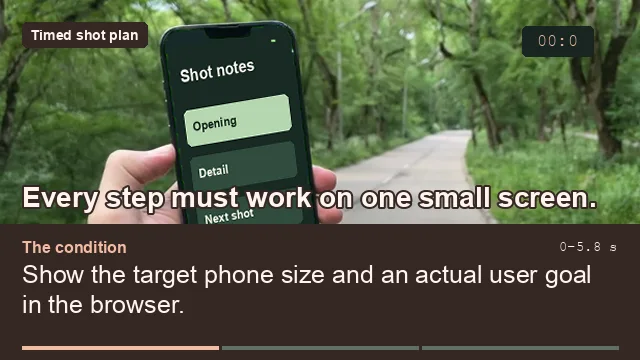 Timed shot plan
00:0
Shot notes
Opening
Detail
Next shot
Every step must work on one small screen.
The condition
0–5.8 s
Show the target phone size and an actual user goal
in the browser.